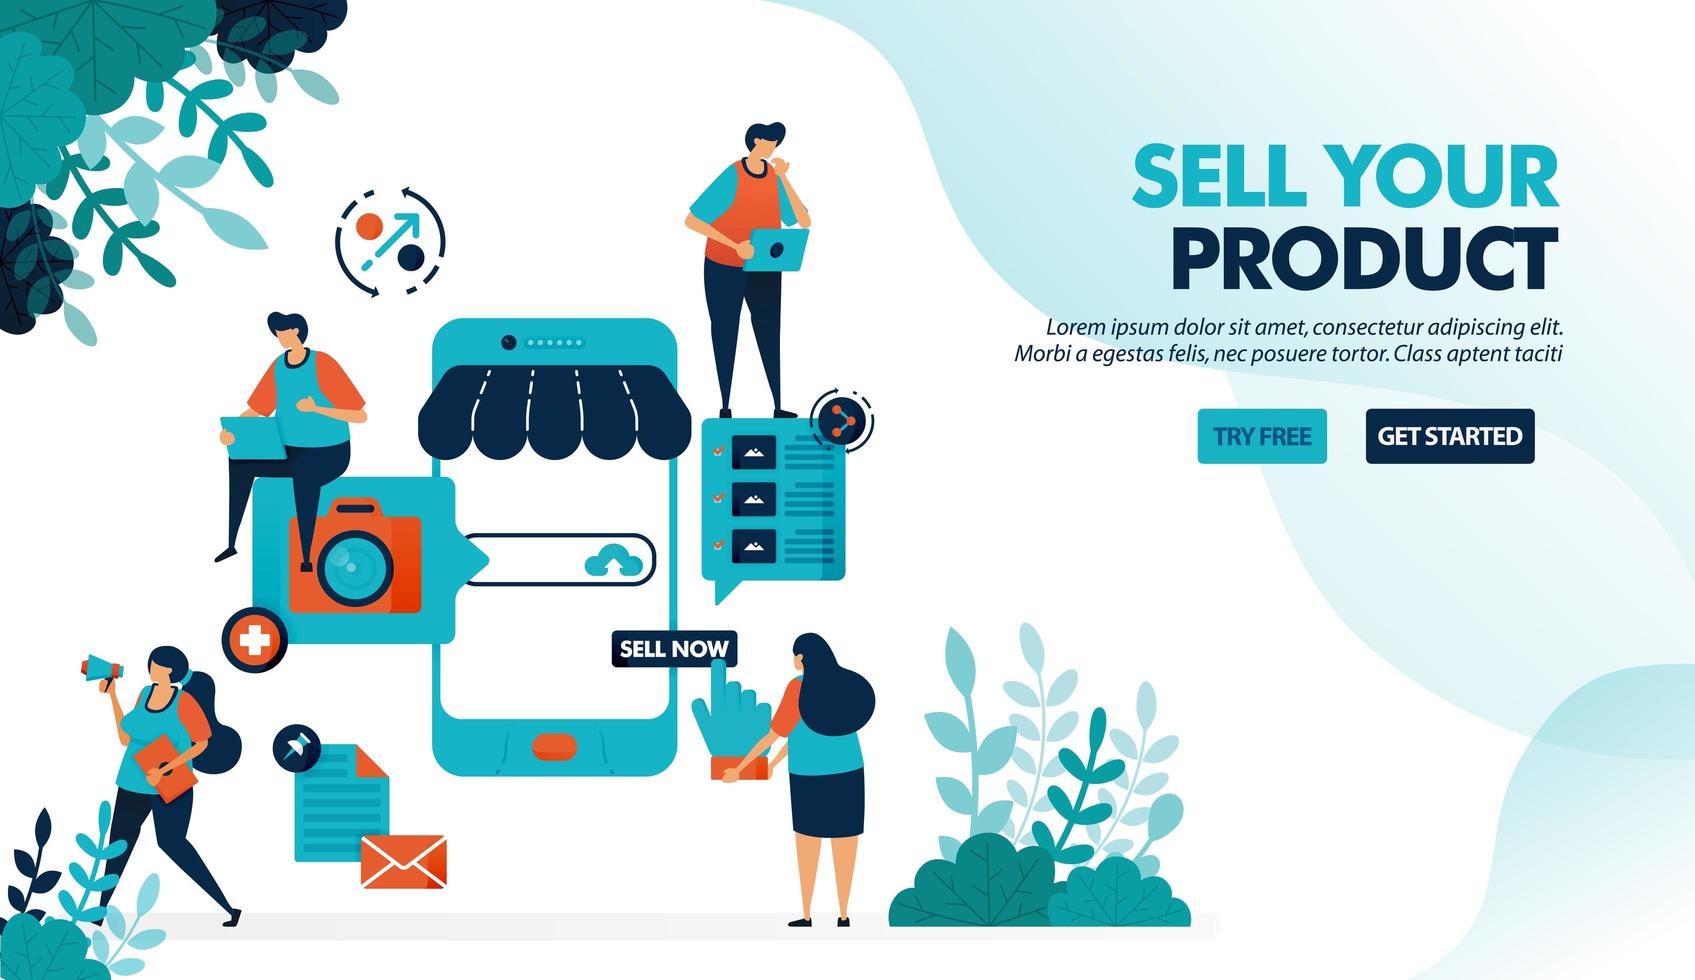 SELL YOUR
PRODUCT
Lorem ipsum dolor sit amet, consectetur adipiscing elit.
Morbi a egestas felis, nec posuere tortor. Class aptent taciti
TRY FREE
GET STARTED
SELL NOW